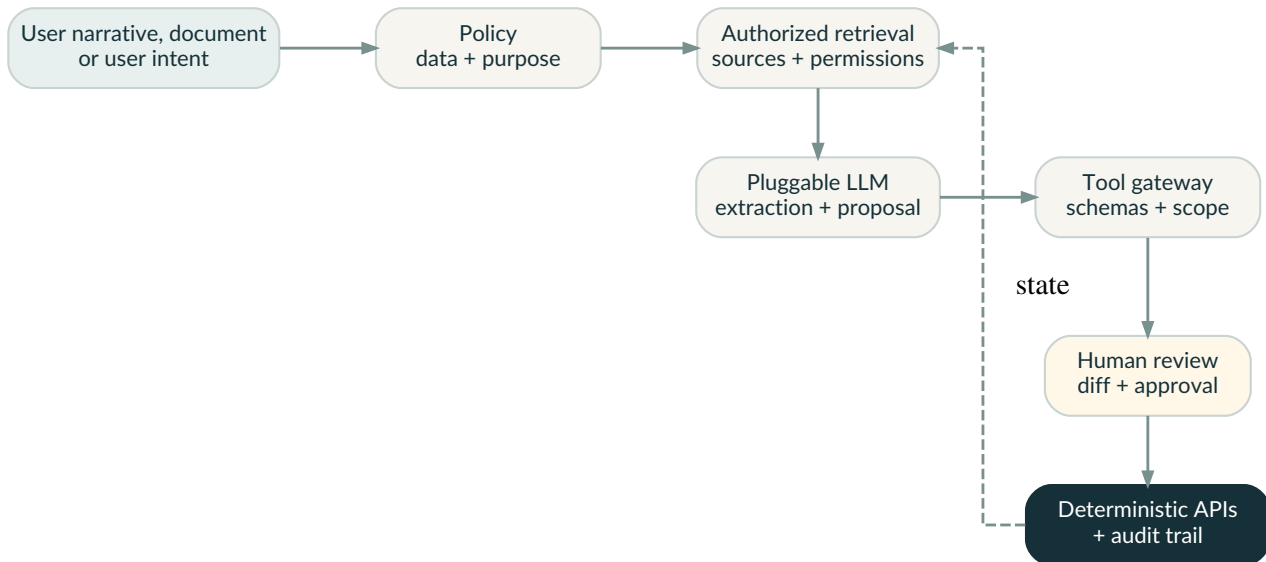 User narrative, document
or user intent
Policy
data + purpose
Authorized retrieval
sources + permissions
Pluggable LLM
extraction + proposal
Tool gateway
schemas + scope
state
Human review
diff + approval
Deterministic APIs
+ audit trail